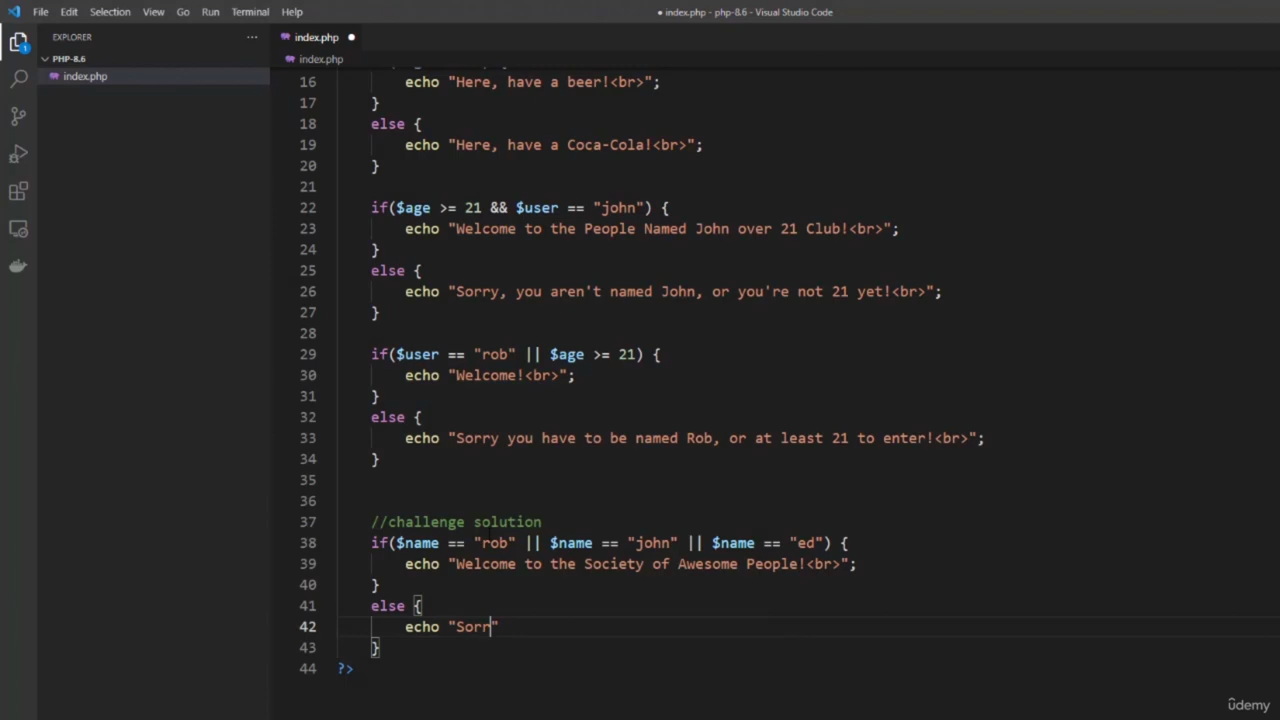 File Edit Selection View Go Run Terminal Help
● index.php - php-8.6 - Visual Studio Code
EXPLORER ···
index.php ●
PHP-8.6
index.php
index.php
1
16 echo "Here, have a beer!<br>";
17 }
18 else {
19 echo "Here, have a Coca-Cola!<br>";
20 }
21
22 if($age >= 21 && $user == "john") {
23 echo "Welcome to the People Named John over 21 Club!<br>";
24 }
25 else {
26 echo "Sorry, you aren't named John, or you're not 21 yet!<br>";
27 }
28
29 if($user == "rob" || $age >= 21) {
30 echo "Welcome!<br>";
31 }
32 else {
33 echo "Sorry you have to be named Rob, or at least 21 to enter!<br>";
34 }
35
36
37 //challenge solution
38 if($name == "rob" || $name == "john" || $name == "ed") {
39 echo "Welcome to the Society of Awesome People!<br>";
40 }
41 else {
42 echo "Sorr"
43 }
44 ?>
ûdemy